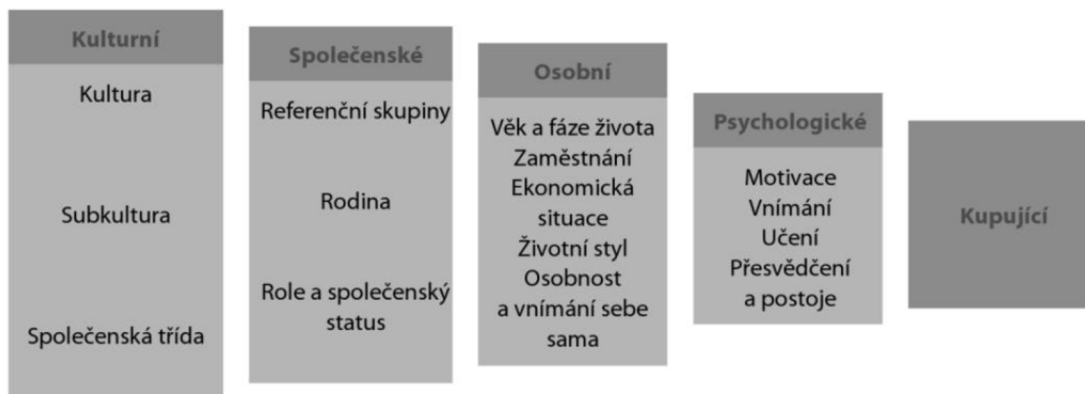 Kulturní
Kultura
Subkultura
Společenská třída
Společenské
Referenční skupiny
Rodina
Role a společenský
status
Osobní
Věk a fáze života
Zaměstnání
Ekonomická
situace
Životní styl
Osobnost
a vnímání sebe
sama
Psychologické
Motivace
Vnímání
Učení
Přesvědčení
a postoje
Kupující